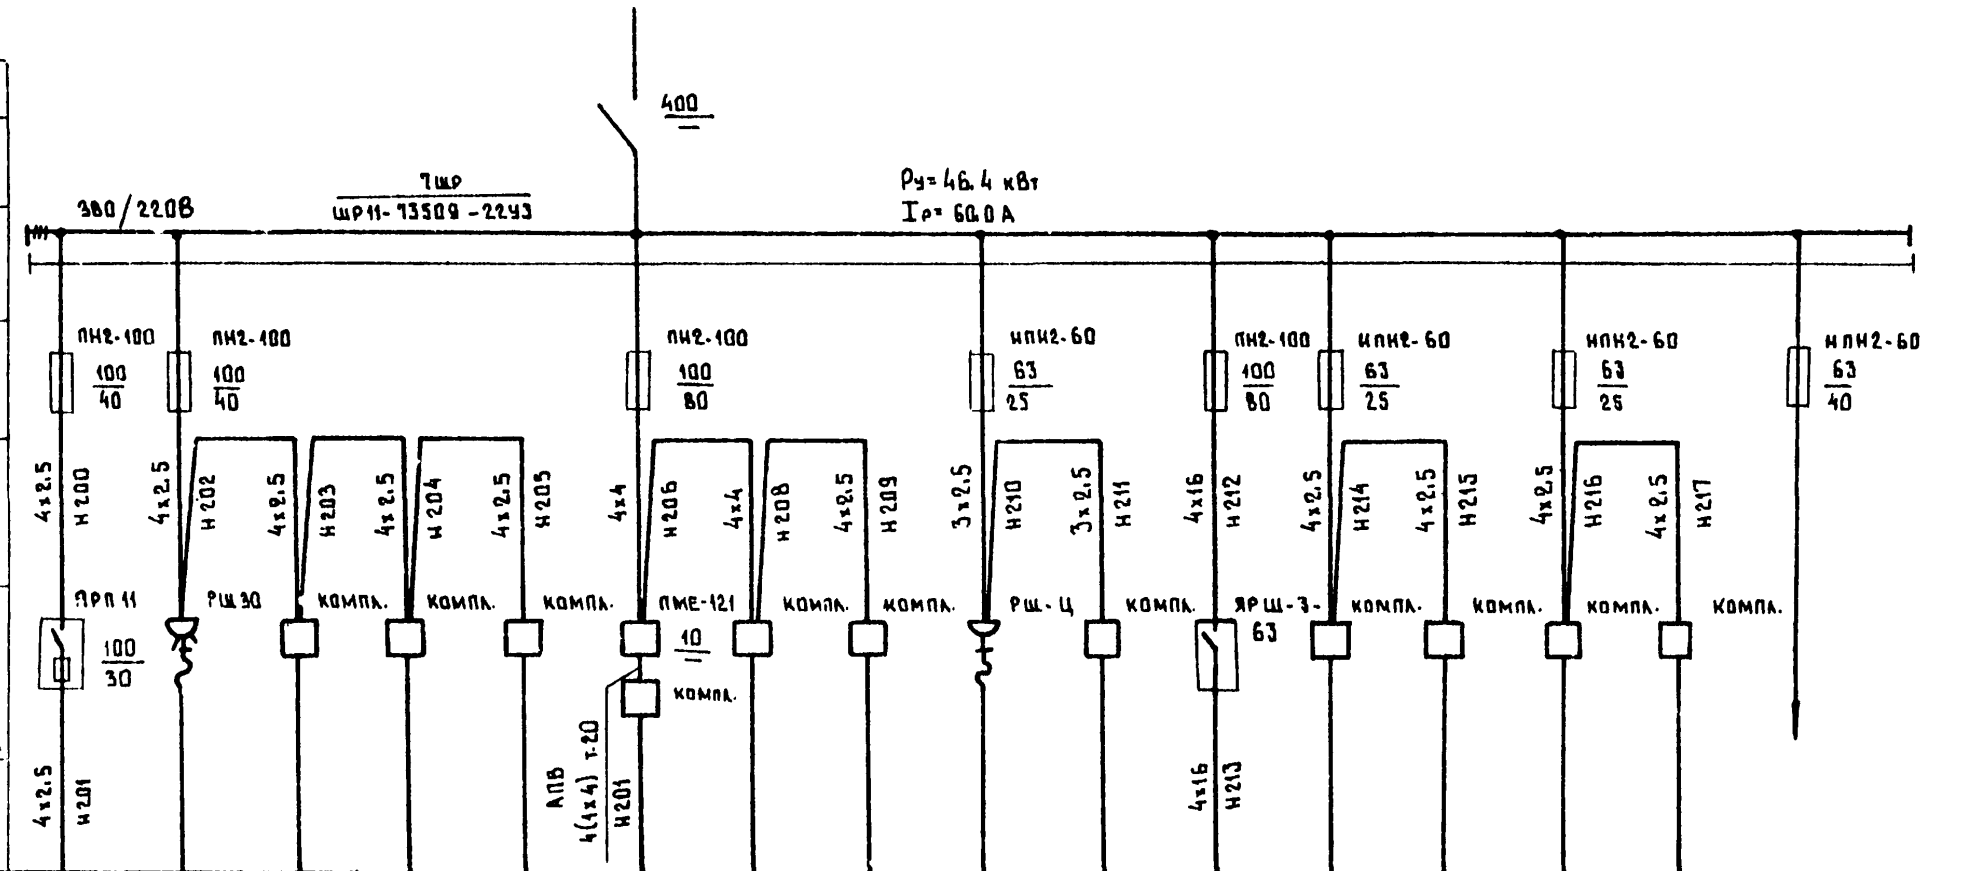 400
—
7ШР
ШР11-73509-22У3
380/220В
Ру=46.4 кВт
Iр=60.0 А
ПН2-100
100
40
ПН2-100
100
40
ПН2-100
100
80
НПН2-60
63
25
ПН2-100
100
80
НПН2-60
63
25
НПН2-60
63
25
НПН2-60
63
40
4х2.5
Н200
4х2.5
Н202
4х2.5
Н203
4х2.5
Н204
4х2.5
Н205
4х4
Н206
4х4
Н208
4х2.5
Н209
3х2.5
Н210
3х2.5
Н211
4х16
Н212
4х2.5
Н214
4х2.5
Н215
4х2.5
Н216
4х2.5
Н217
ЯРП 11
100
30
РШ30
КОМПЛ.
КОМПЛ.
КОМПЛ.
ПМЕ-121
10
—
КОМПЛ.
КОМПЛ.
КОМПЛ.
РШ-Ц
КОМПЛ.
ЯРШ-3-
63
КОМПЛ.
КОМПЛ.
КОМПЛ.
КОМПЛ.
4х2.5
Н201
АПВ
4(1х4) т.20
Н201
4х16
Н213